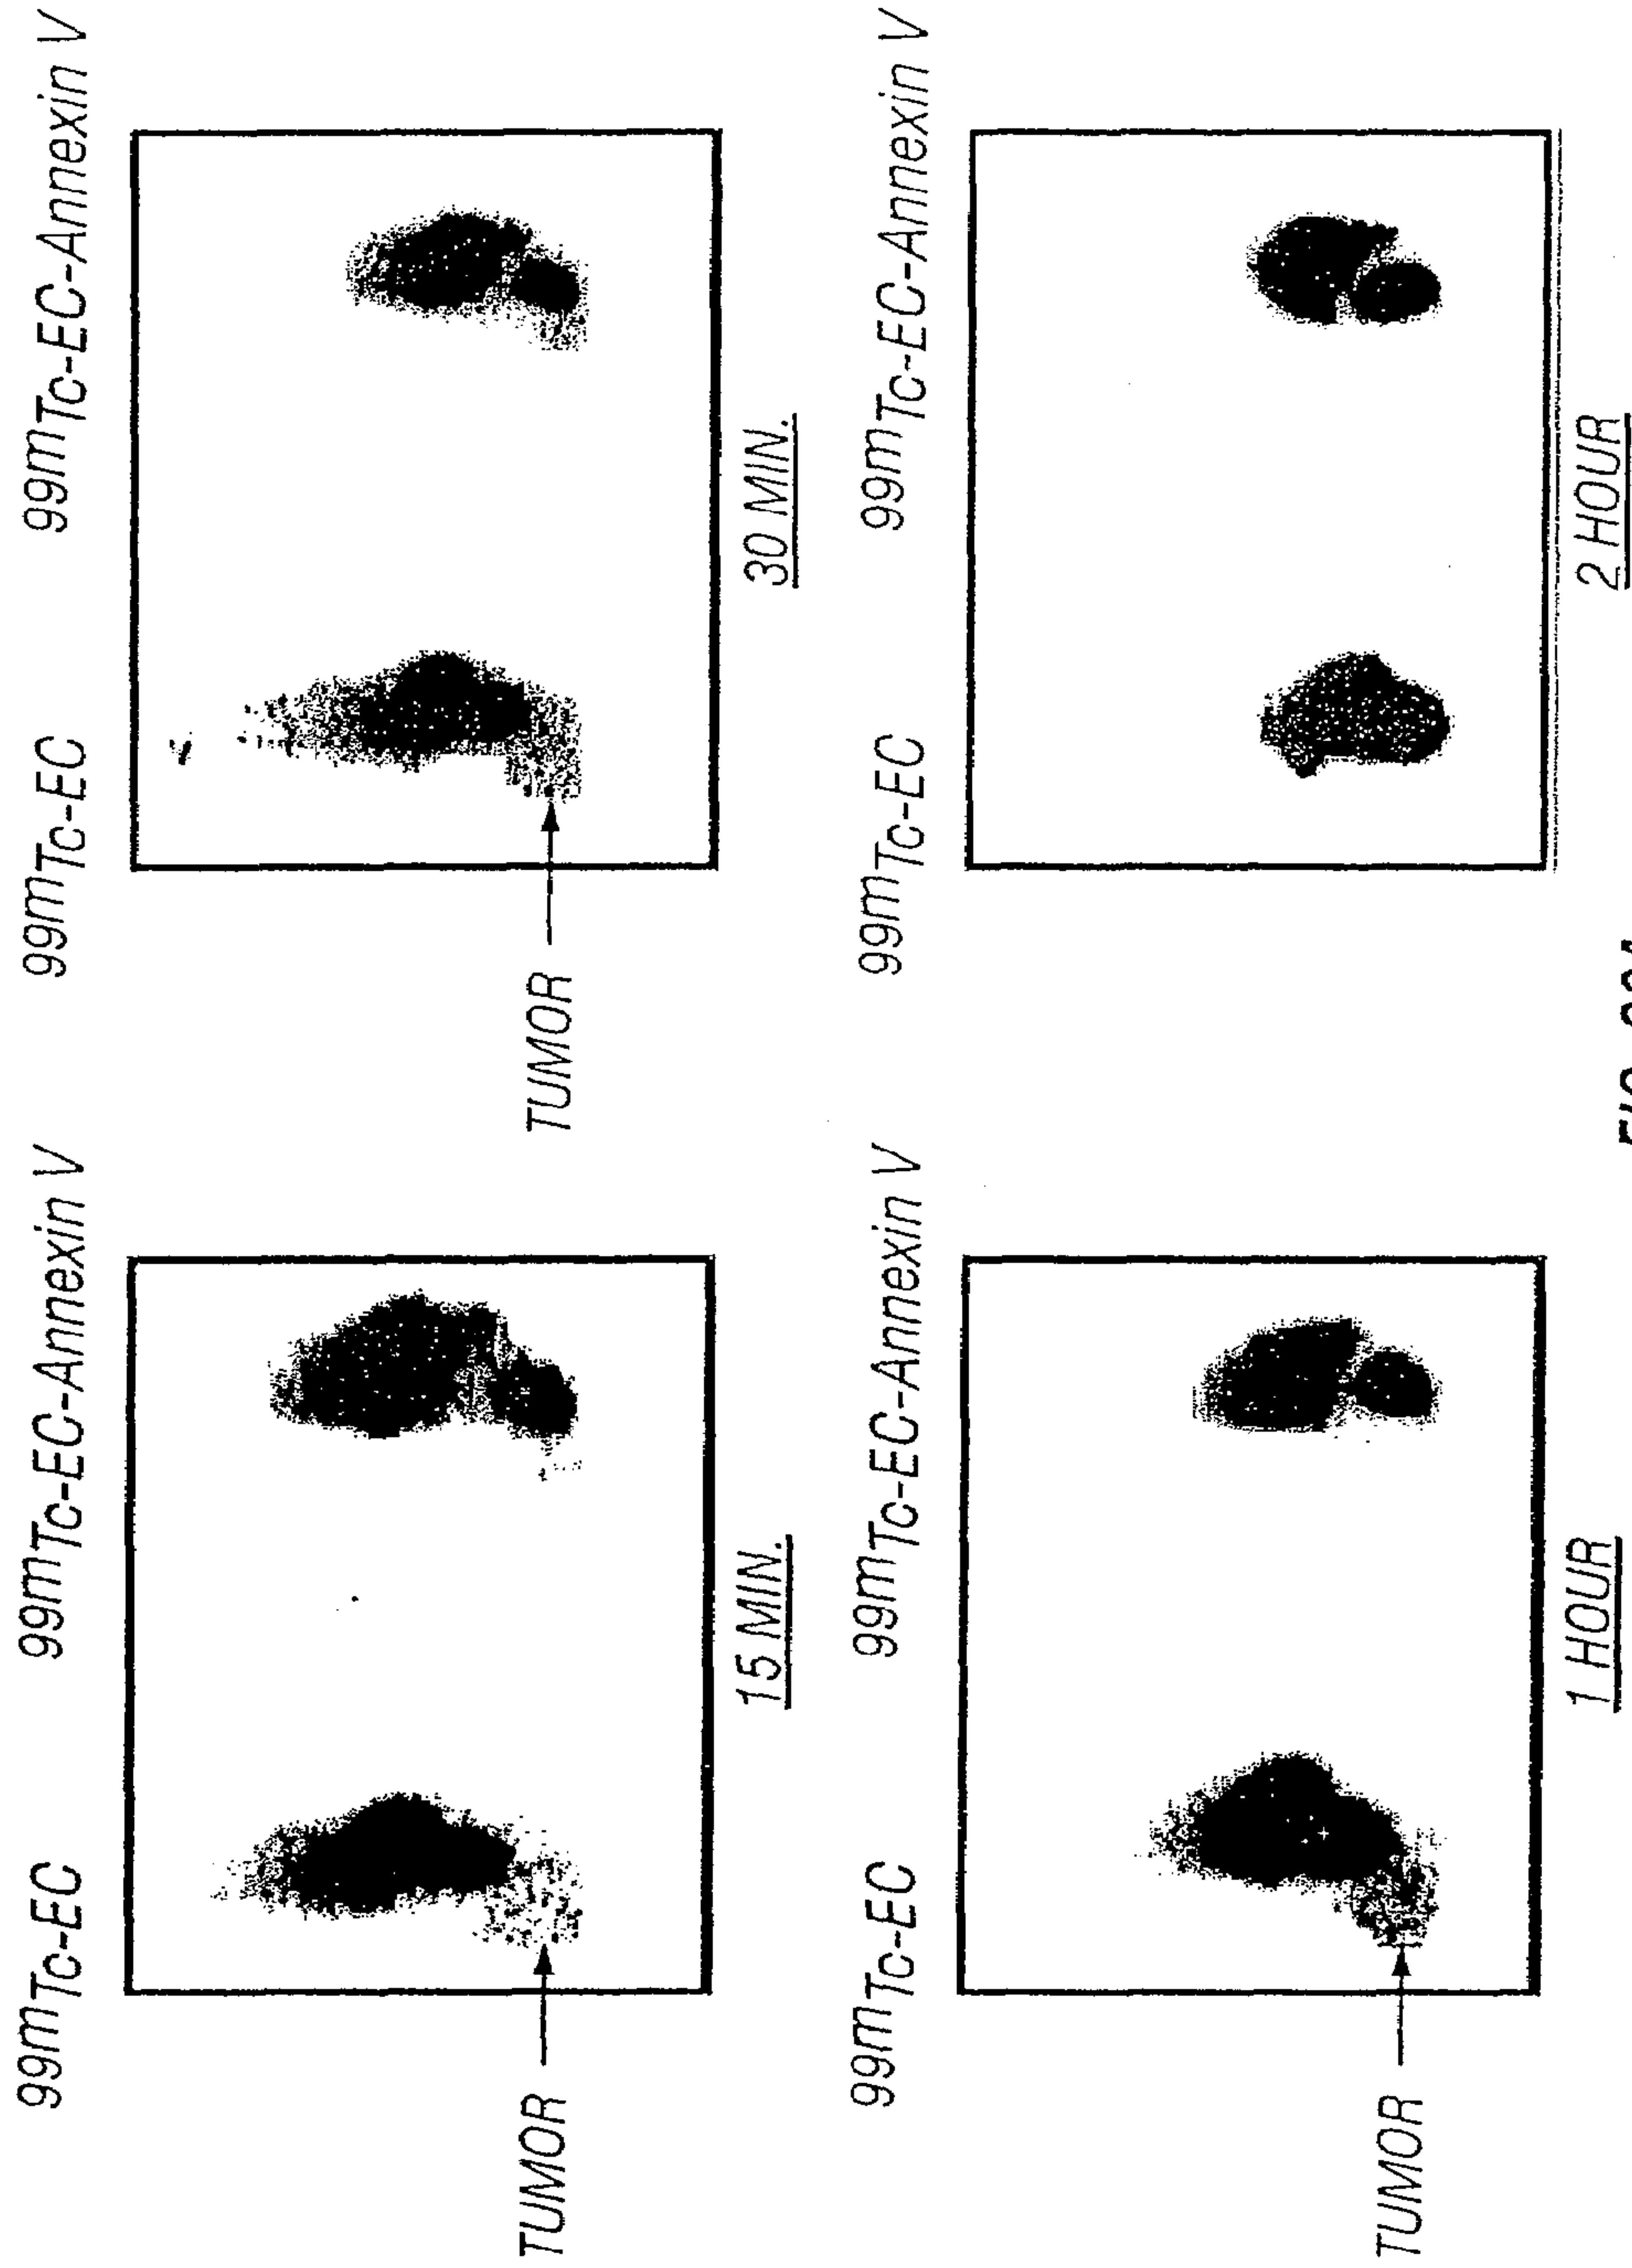 99mTc-EC 99mTc-EC-Annexin V 99mTc-EC 99mTc-EC-Annexin V
TUMOR TUMOR
15 MIN. 30 MIN.
99mTc-EC 99mTc-EC-Annexin V 99mTc-EC 99mTc-EC-Annexin V
TUMOR
1 HOUR 2 HOUR